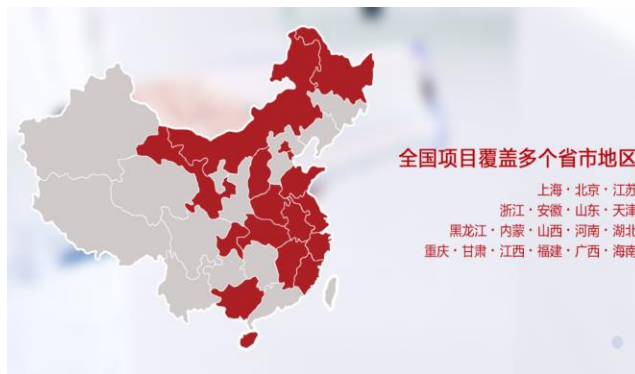 全国项目覆盖多个省市地区
上海·北京·江苏
浙江·安徽·山东·天津
黑龙江·内蒙·山西·河南·湖北
重庆·甘肃·江西·福建·广西·海南